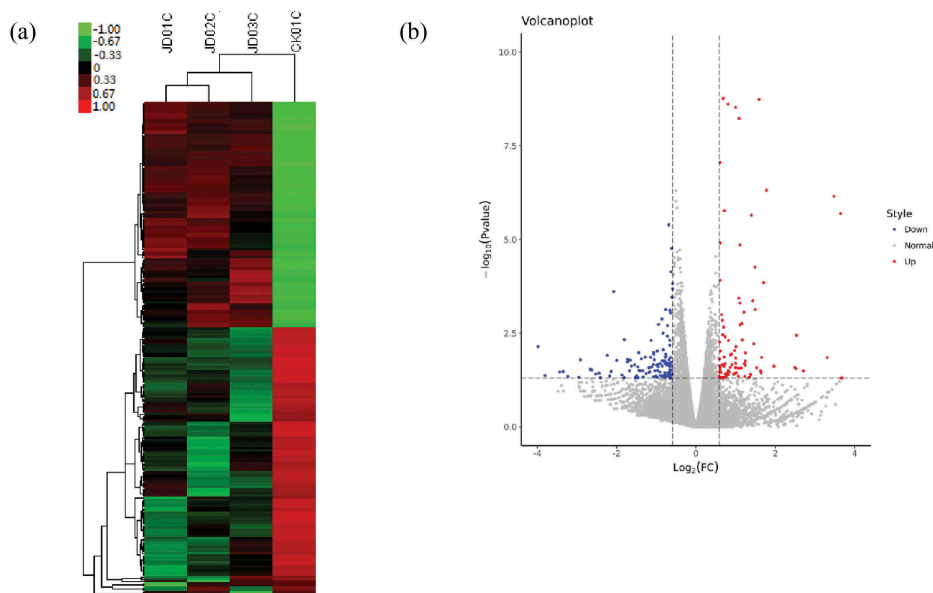 (a)
-1.00
-0.67
-0.33
0
0.33
0.67
1.00
JD01C
JD02C
JD03C
CK01C
(b)
Volcanoplot
10.0
7.5
5.0
2.5
0.0
-4
-2
0
2
4
− log10(Pvalue)
Log2(FC)
Style
Down
Normal
Up